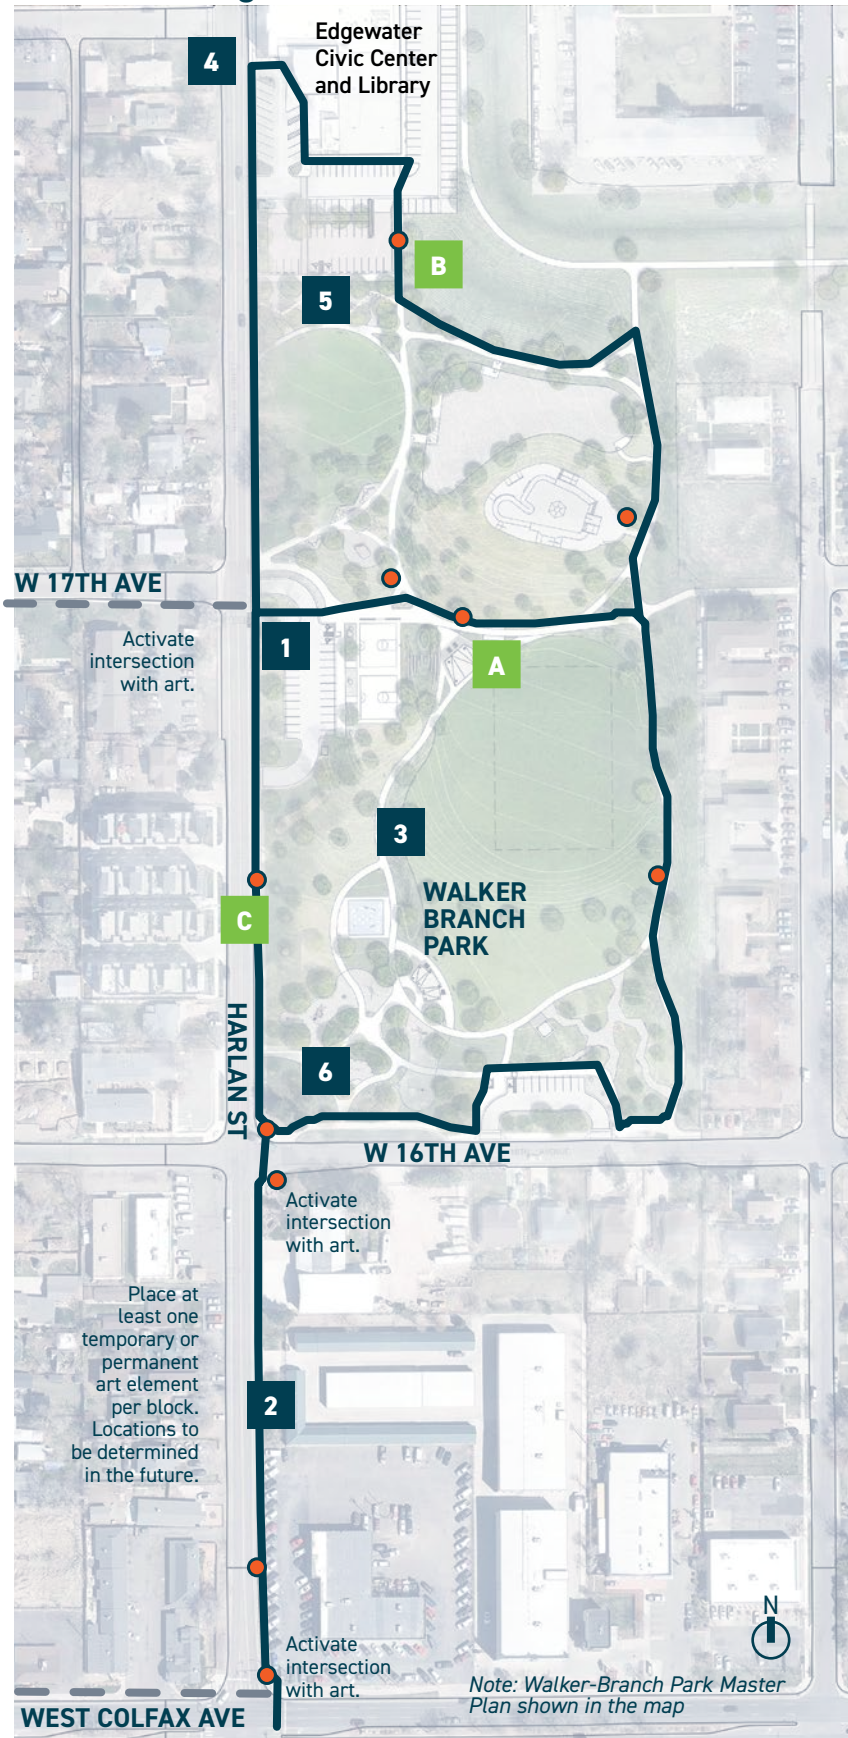 4
Edgewater
Civic Center
and Library
B
5
W 17TH AVE
Activate
intersection
with art.
1
A
3
WALKER
BRANCH
PARK
C
HARLAN ST
6
W 16TH AVE
Activate
intersection
with art.
Place at
least one
temporary or
permanent
art element
per block.
Locations to
be determined
in the future.
2
N
Activate
intersection
with art.
Note: Walker-Branch Park Master
Plan shown in the map
WEST COLFAX AVE